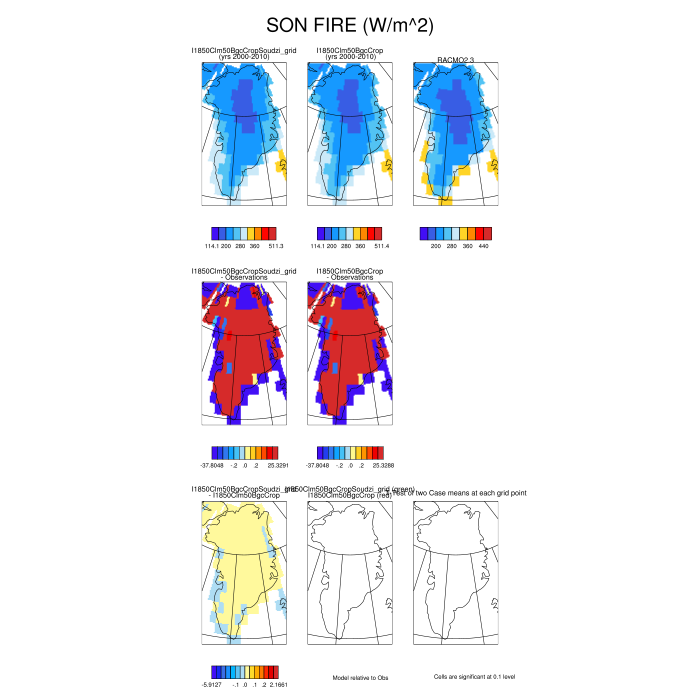 SON FIRE (W/m^2)
I1850Clm50BgcCropSoudzi_grid
(yrs 2000-2010)
I1850Clm50BgcCrop
(yrs 2000-2010)
RACMO2.3
114.1 200 280 360 511.3
114.1 200 280 360 511.4
200 280 360 440
I1850Clm50BgcCropSoudzi_grid
- Observations
I1850Clm50BgcCrop
- Observations
-37.8048 -.2 .0 .2 25.3291
-37.8048 -.2 .0 .2 25.3288
I1850Clm50BgcCropSoudzi_grid
- I1850Clm50BgcCrop
I1850Clm50BgcCropSoudzi_grid (green)
I1850Clm50BgcCrop (red)
Test of two Case means at each grid point
-5.9127 -.1 .0 .1 .2 2.1661
Model relative to Obs
Cells are significant at 0.1 level